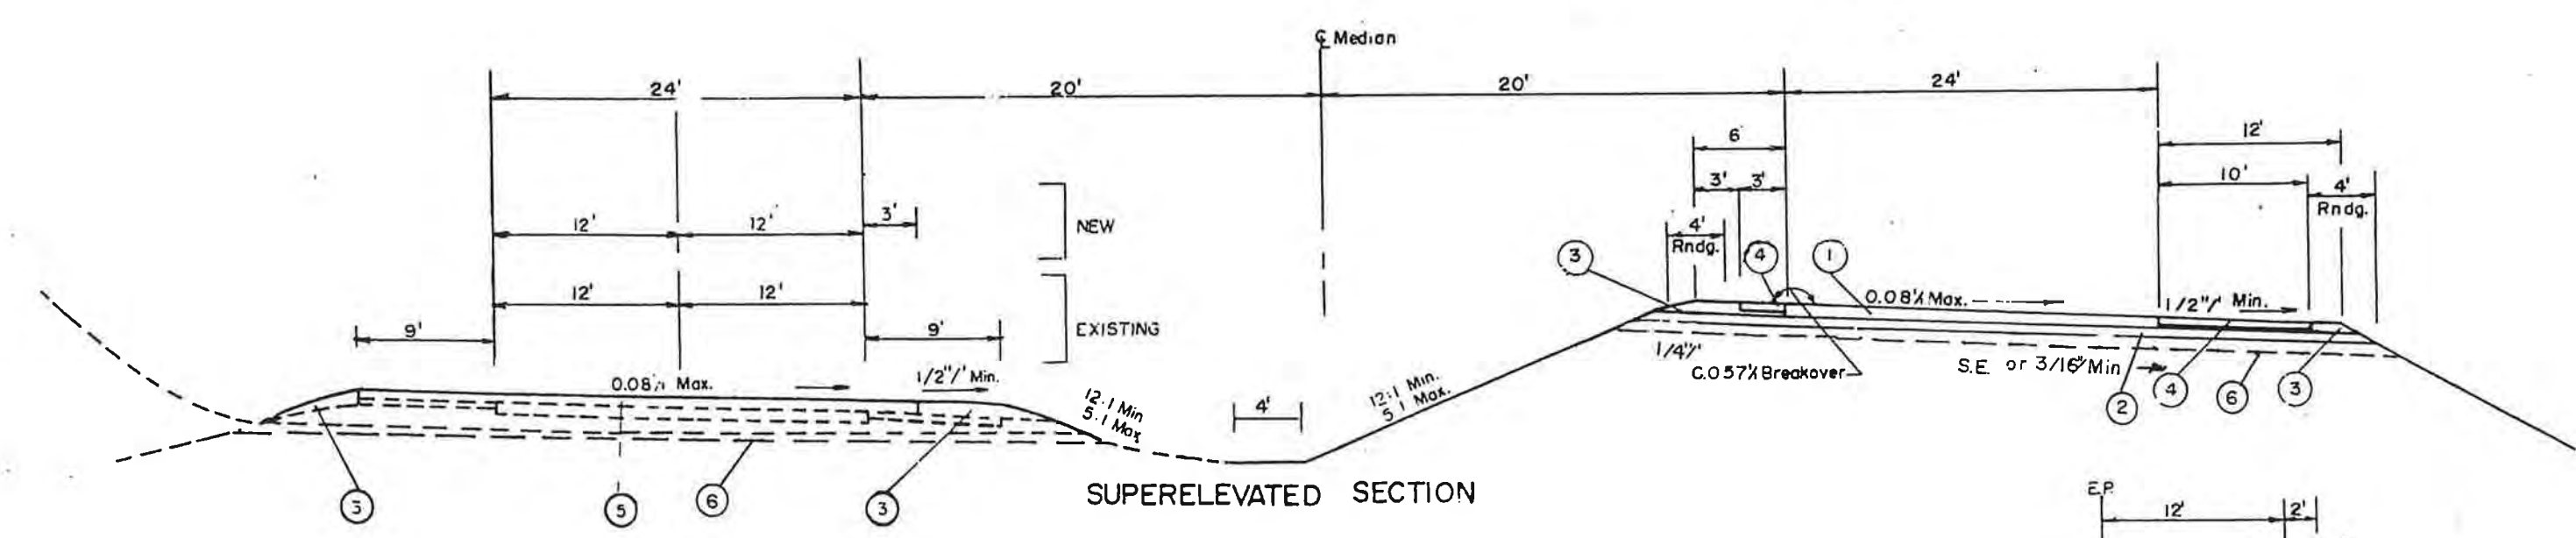 ℄ Median
24'
20'
20'
24'
6
12'
3'
3'
10'
4'
Rndg.
4'
Rndg.
12'
12'
3'
NEW
12'
12'
EXISTING
9'
9'
3
4
1
0.08'/' Max.
1/2"/' Min.
1/4"/'
0.057'/' Breakover
S.E. or 3/16"/' Min
2
4
6
3
0.08'/' Max.
1/2"/' Min.
12:1 Min
5:1 Max
4'
12:1 Min.
5:1 Max.
3
5
6
3
SUPERELEVATED SECTION
E.P.
12'
2'